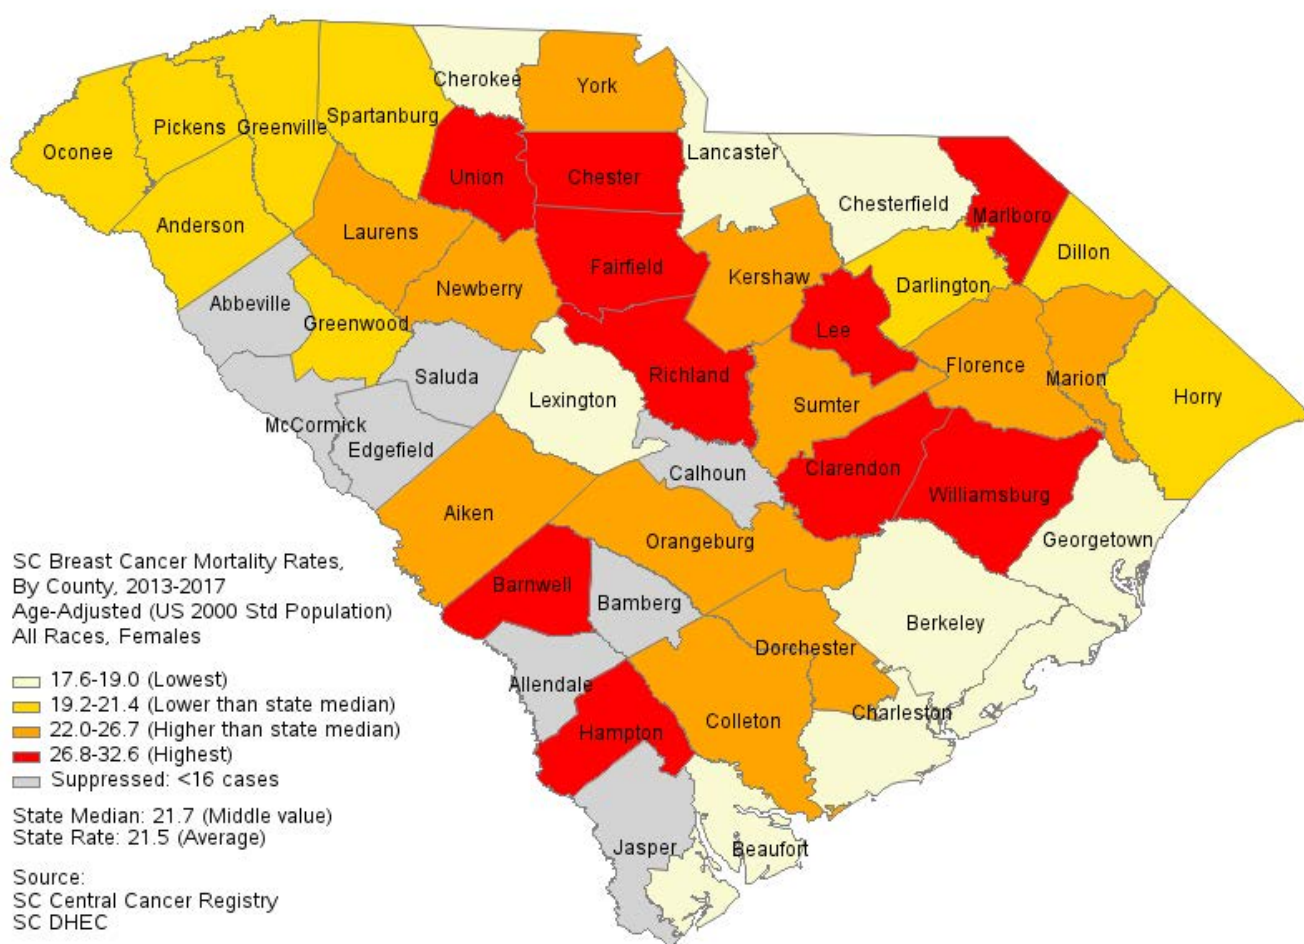 Cherokee
York
Spartanburg
Pickens
Greenville
Oconee
Lancaster
Union
Chester
Chesterfield
Marlboro
Anderson
Laurens
Dillon
Fairfield
Kershaw
Newberry
Darlington
Abbeville
Greenwood
Lee
Saluda
Richland
Florence
Marion
Lexington
Sumter
Horry
McCormick
Edgefield
Calhoun
Clarendon
Williamsburg
Aiken
Orangeburg
Georgetown
SC Breast Cancer Mortality Rates,
By County, 2013-2017
Age-Adjusted (US 2000 Std Population)
All Races, Females
Barnwell
Bamberg
Berkeley
Dorchester
17.6-19.0 (Lowest)
19.2-21.4 (Lower than state median)
22.0-26.7 (Higher than state median)
26.8-32.6 (Highest)
Suppressed: <16 cases
Allendale
Charleston
Colleton
Hampton
State Median: 21.7 (Middle value)
State Rate: 21.5 (Average)
Jasper
Beaufort
Source:
SC Central Cancer Registry
SC DHEC